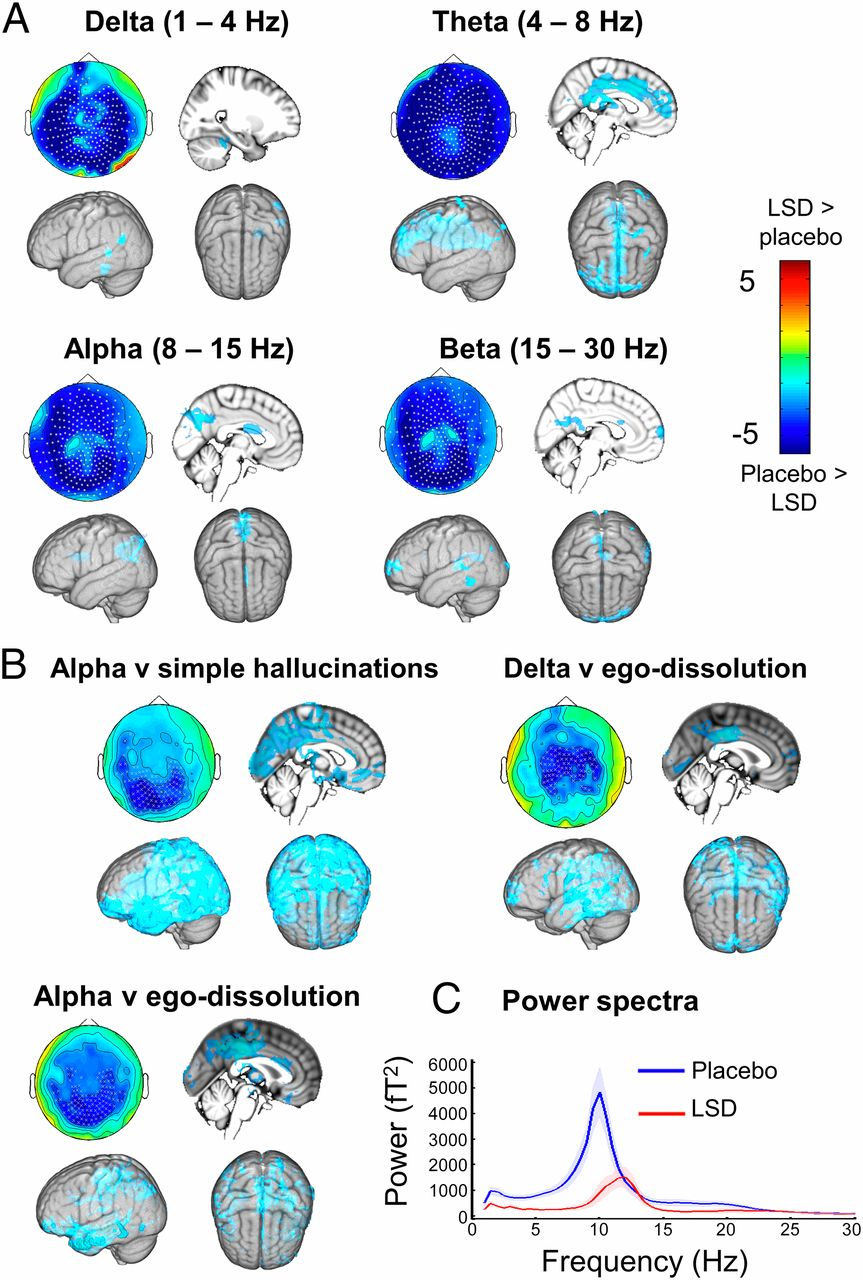 A
Delta (1 – 4 Hz)
Theta (4 – 8 Hz)
LSD >
placebo
5
-5
Placebo >
LSD
Alpha (8 – 15 Hz)
Beta (15 – 30 Hz)
B
Alpha v simple hallucinations
Delta v ego-dissolution
Alpha v ego-dissolution
C
Power spectra
Power (fT²)
6000
5000
4000
3000
2000
1000
0
Placebo
LSD
0
5
10
15
20
25
30
Frequency (Hz)